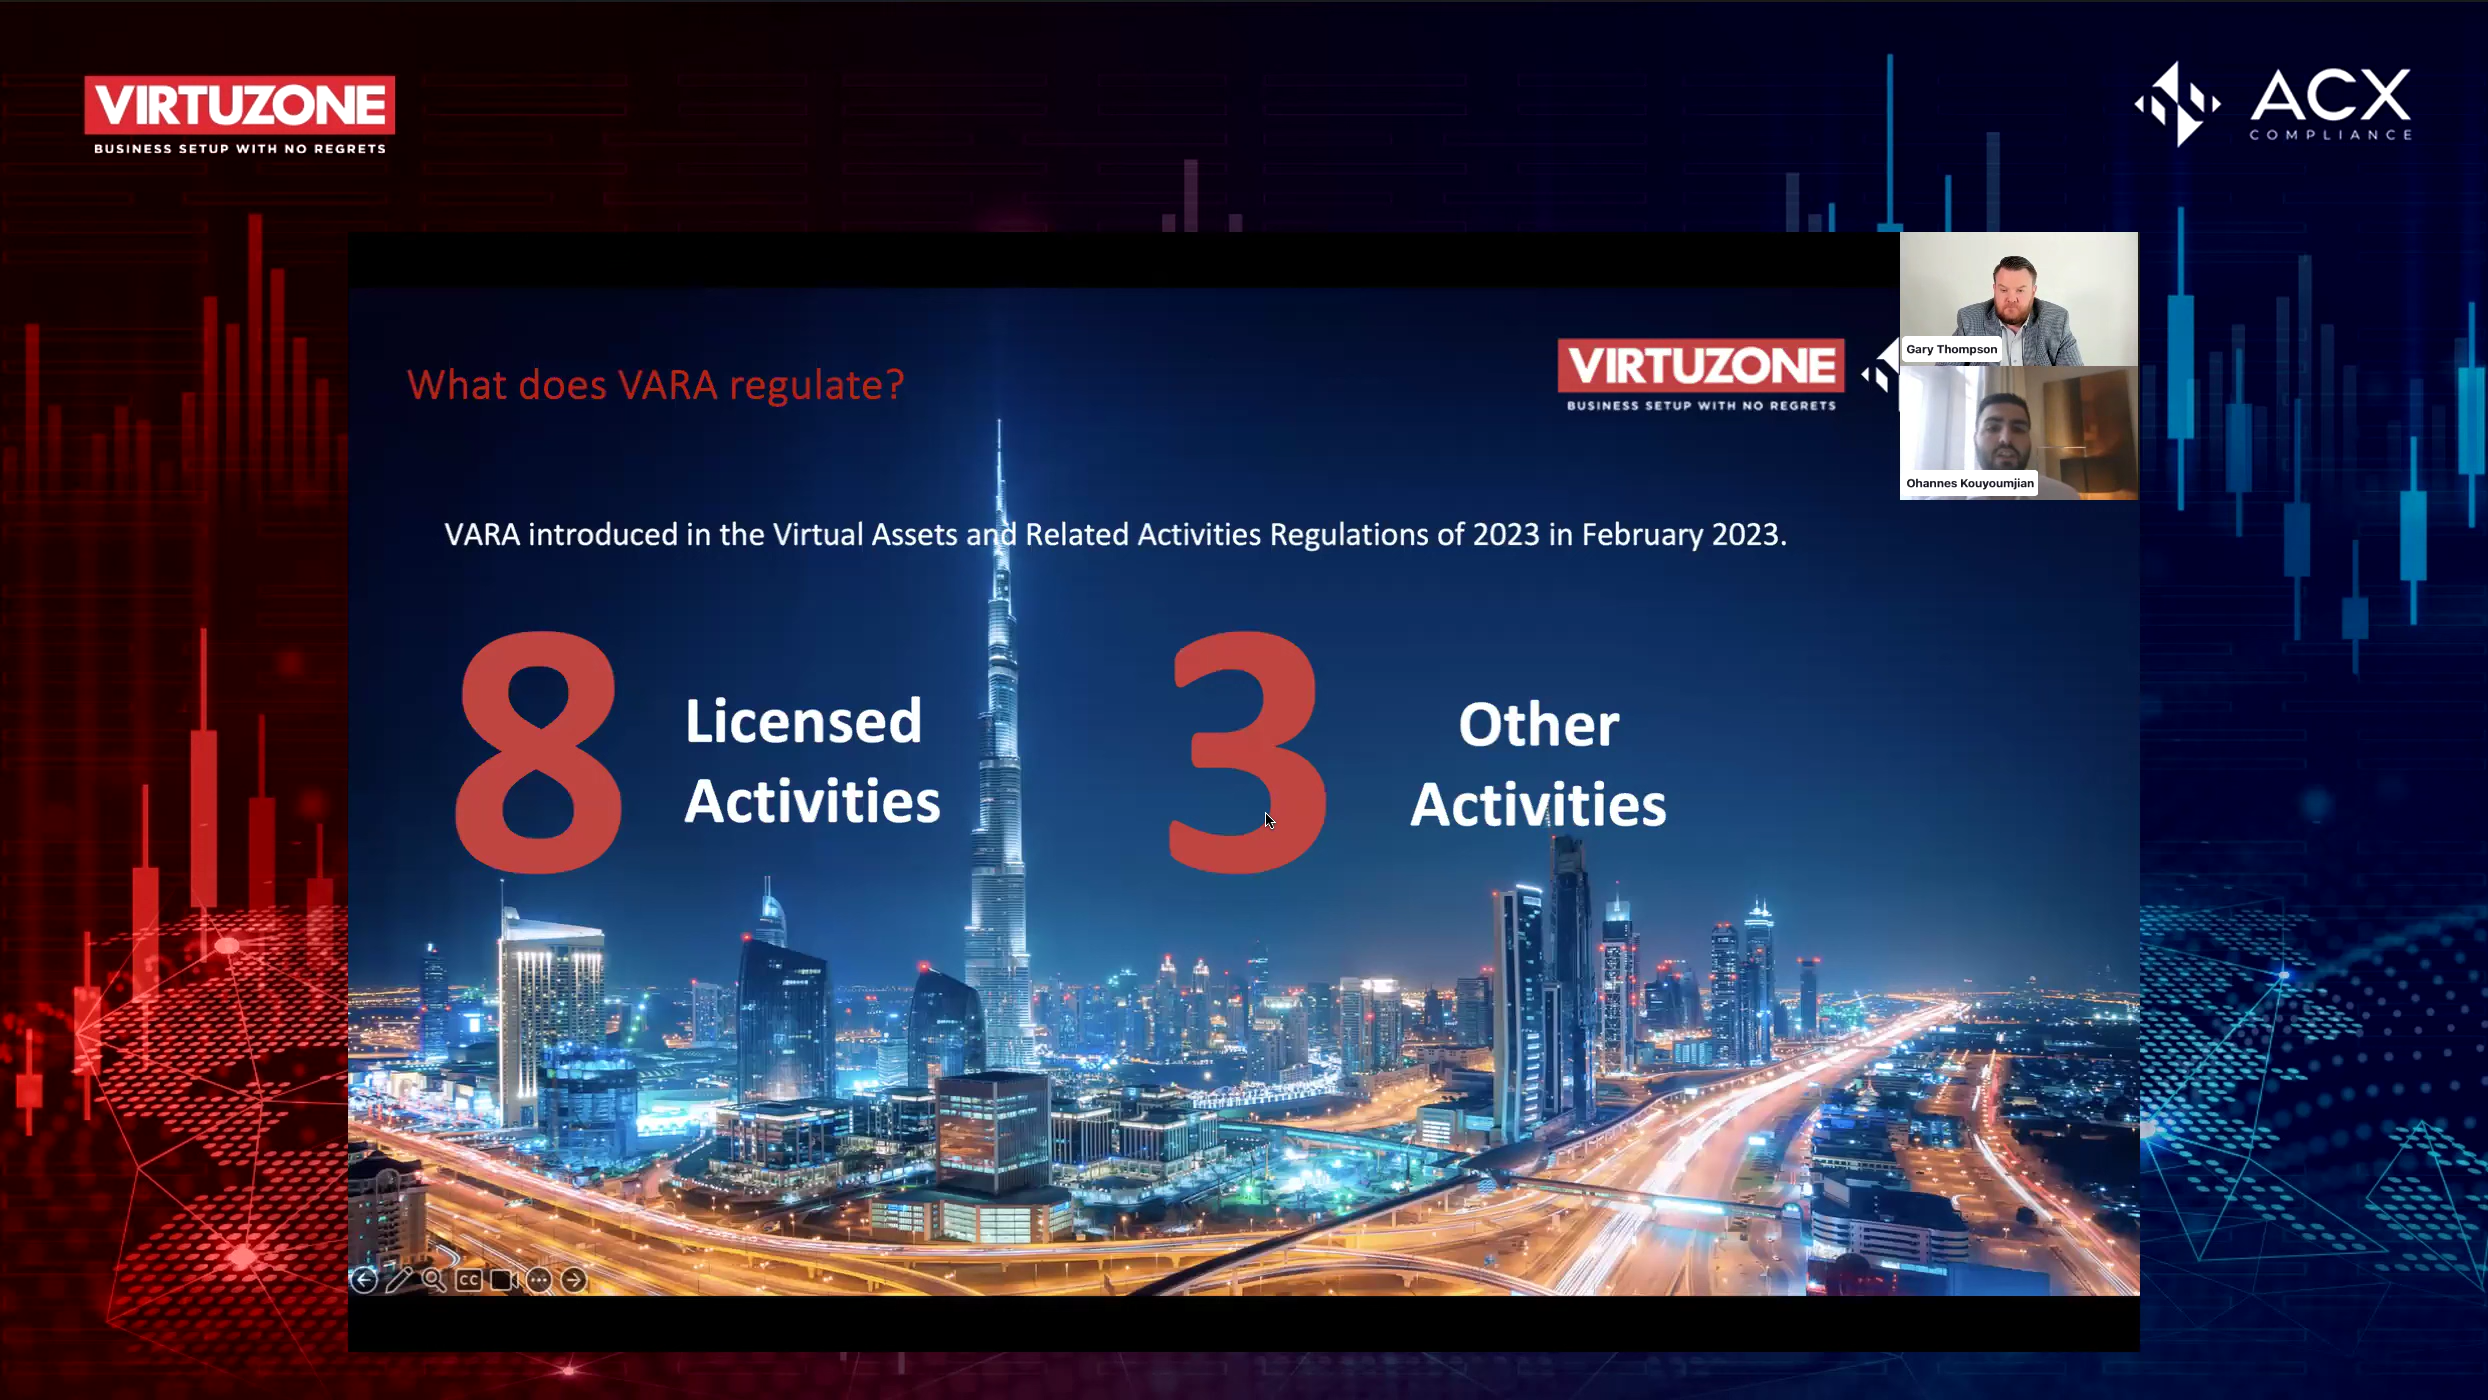 VIRTUZONE
BUSINESS SETUP WITH NO REGRETS
ACX
COMPLIANCE
What does VARA regulate?
VIRTUZONE
BUSINESS SETUP WITH NO REGRETS
Gary Thompson
Ohannes Kouyoumjian
VARA introduced in the Virtual Assets and Related Activities Regulations of 2023 in February 2023.
8
Licensed
Activities
3
Other
Activities
CC